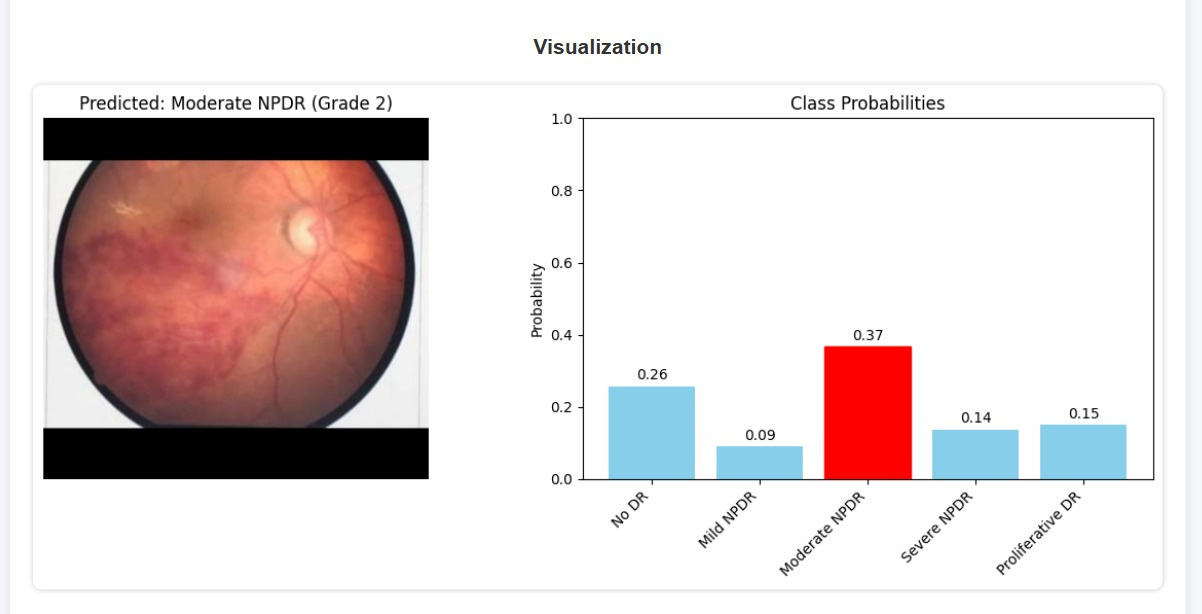 Visualization
Predicted: Moderate NPDR (Grade 2)
Class Probabilities
1.0
0.8
0.6
0.4
0.2
0.0
Probability
0.26
0.09
0.37
0.14
0.15
No DR
Mild NPDR
Moderate NPDR
Severe NPDR
Proliferative DR